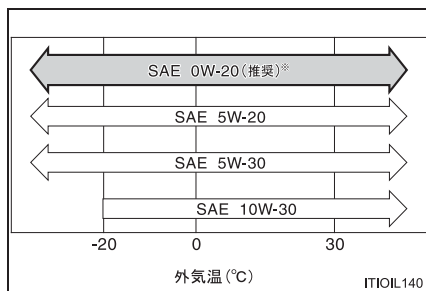 SAE 0W-20(推奨)※
SAE 5W-20
SAE 5W-30
SAE 10W-30
-20 0 30
外気温(℃)
ITIOIL140